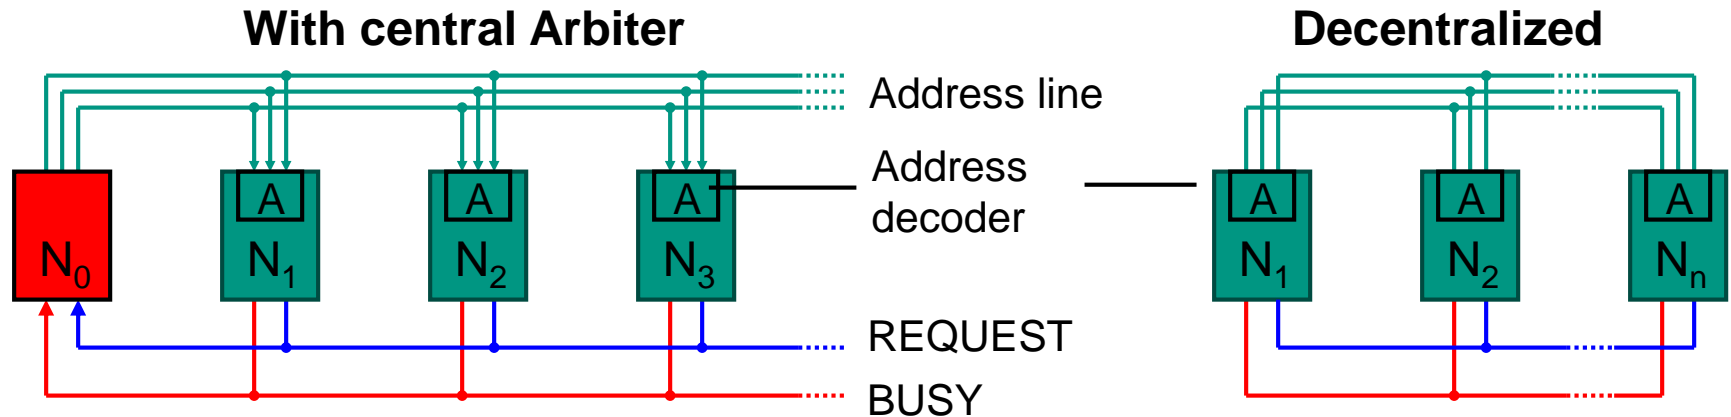 With central Arbiter
Decentralized
Address line
Address
decoder
A
A
A
A
A
A
N0
N1
N2
N3
N1
N2
Nn
REQUEST
BUSY